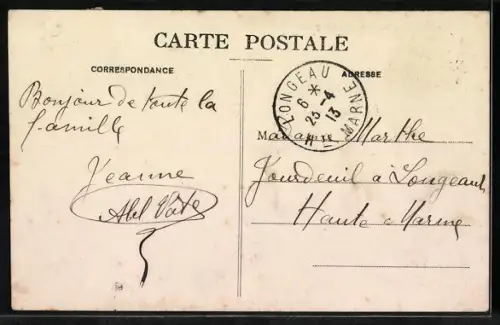 CARTE POSTALE
CORRESPONDANCE
ADRESSE
Bonjour de toute la
famille
Jeanne
Abel
LONGEAU
6 *
23 - 4
13
Hte MARNE
Madame Marthe
Jourdeuil à Longeau
Haute Marne